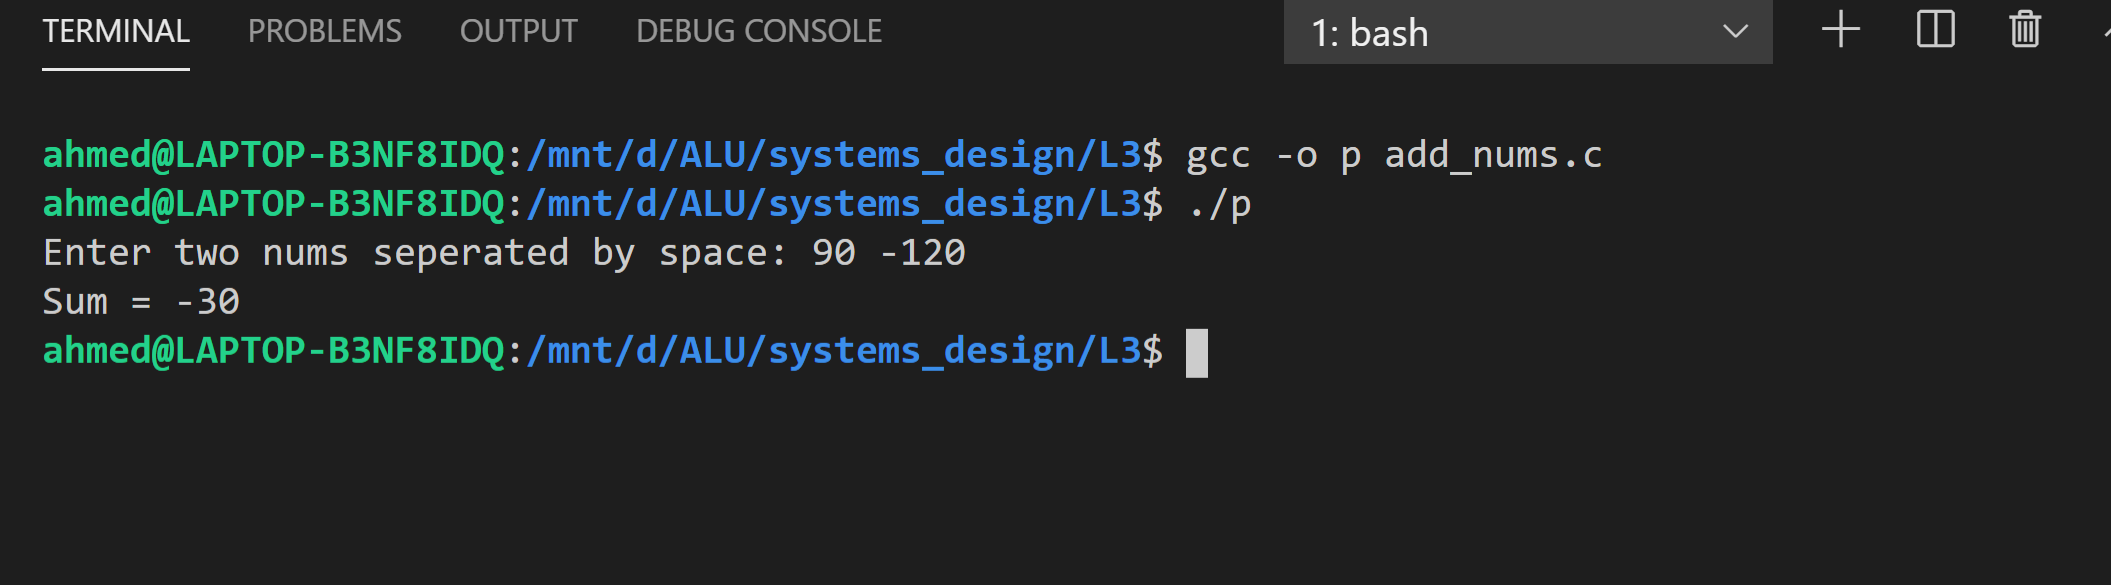 TERMINAL PROBLEMS OUTPUT DEBUG CONSOLE 1: bash
ahmed@LAPTOP-B3NF8IDQ:/mnt/d/ALU/systems_design/L3$ gcc -o p add_nums.c
ahmed@LAPTOP-B3NF8IDQ:/mnt/d/ALU/systems_design/L3$ ./p
Enter two nums seperated by space: 90 -120
Sum = -30
ahmed@LAPTOP-B3NF8IDQ:/mnt/d/ALU/systems_design/L3$